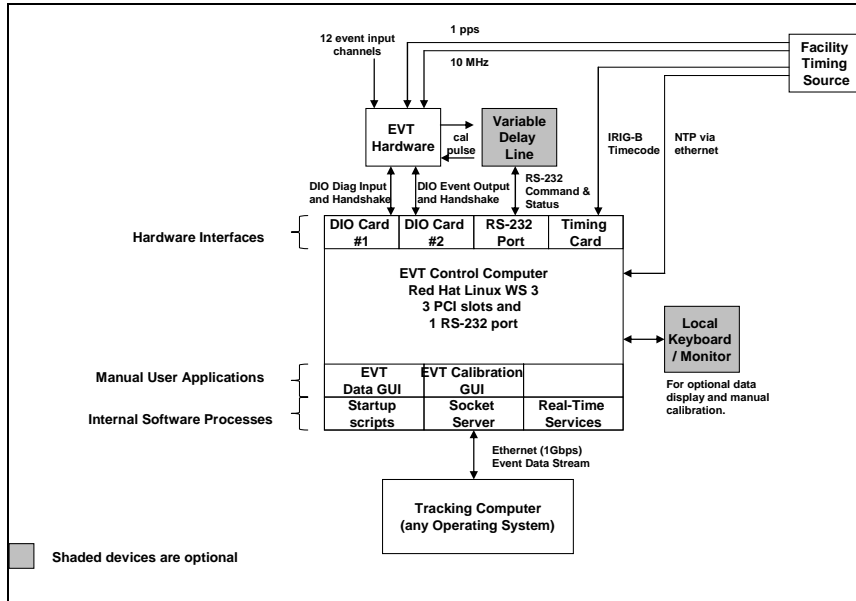 1 pps
12 event input
channels
10 MHz
Facility
Timing
Source
EVT
Hardware
cal
pulse
Variable
Delay
Line
IRIG-B
Timecode
NTP via
ethernet
DIO Diag Input
and Handshake
DIO Event Output
and Handshake
RS-232
Command &
Status
Hardware Interfaces
DIO Card
#1
DIO Card
#2
RS-232
Port
Timing
Card
EVT Control Computer
Red Hat Linux WS 3
3 PCI slots and
1 RS-232 port
Local
Keyboard
/ Monitor
For optional data
display and manual
calibration.
Manual User Applications
EVT
Data GUI
EVT Calibration
GUI
Internal Software Processes
Startup
scripts
Socket
Server
Real-Time
Services
Ethernet (1Gbps)
Event Data Stream
Tracking Computer
(any Operating System)
Shaded devices are optional